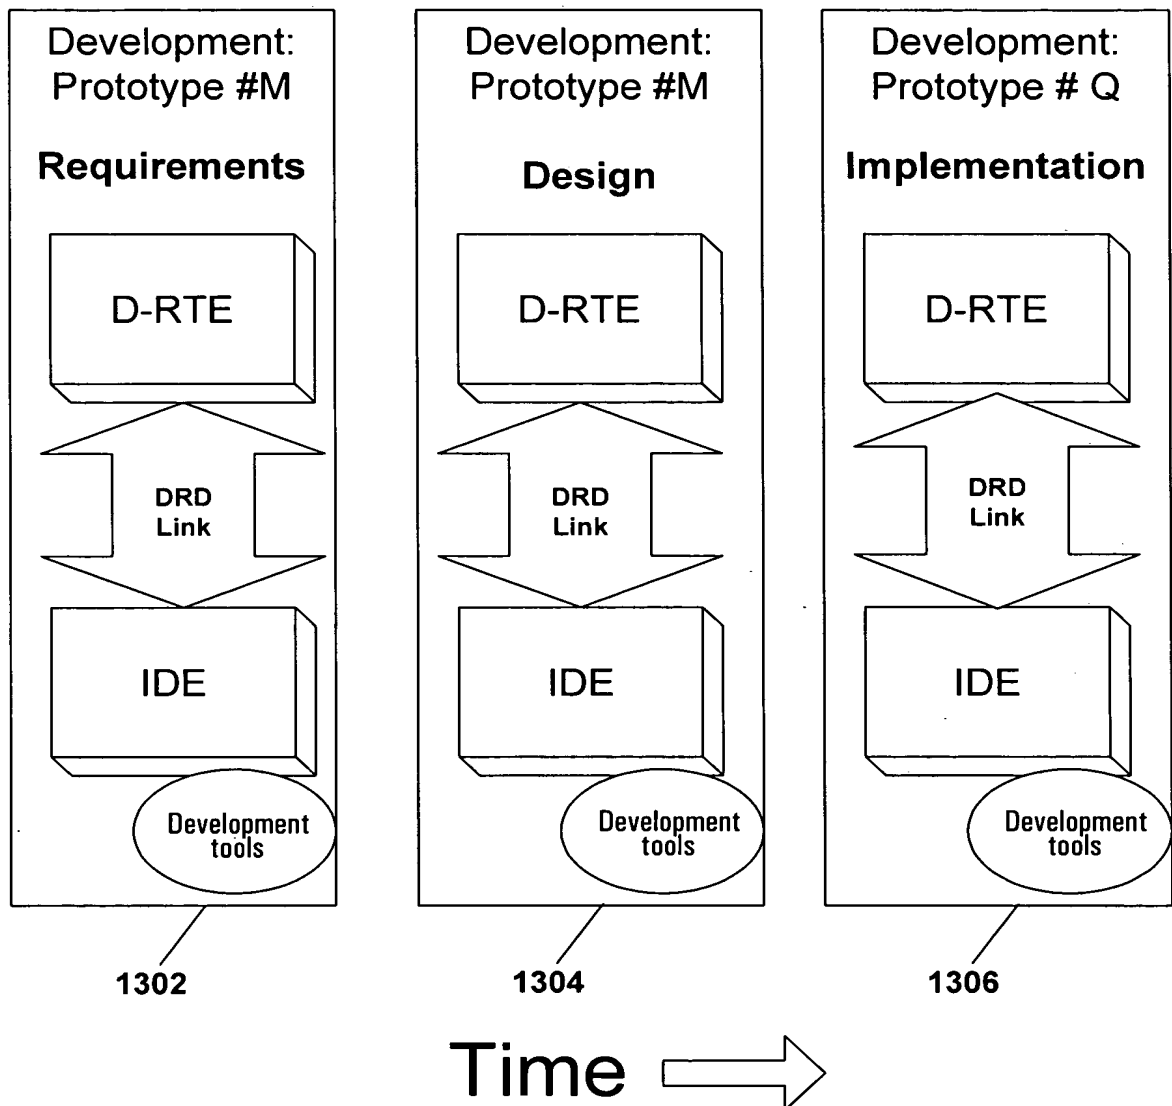 Development:
Prototype #M
Requirements
D-RTE
DRD
Link
IDE
Development
tools
1302
Development:
Prototype #M
Design
D-RTE
DRD
Link
IDE
Development
tools
1304
Development:
Prototype # Q
Implementation
D-RTE
DRD
Link
IDE
Development
tools
1306
Time